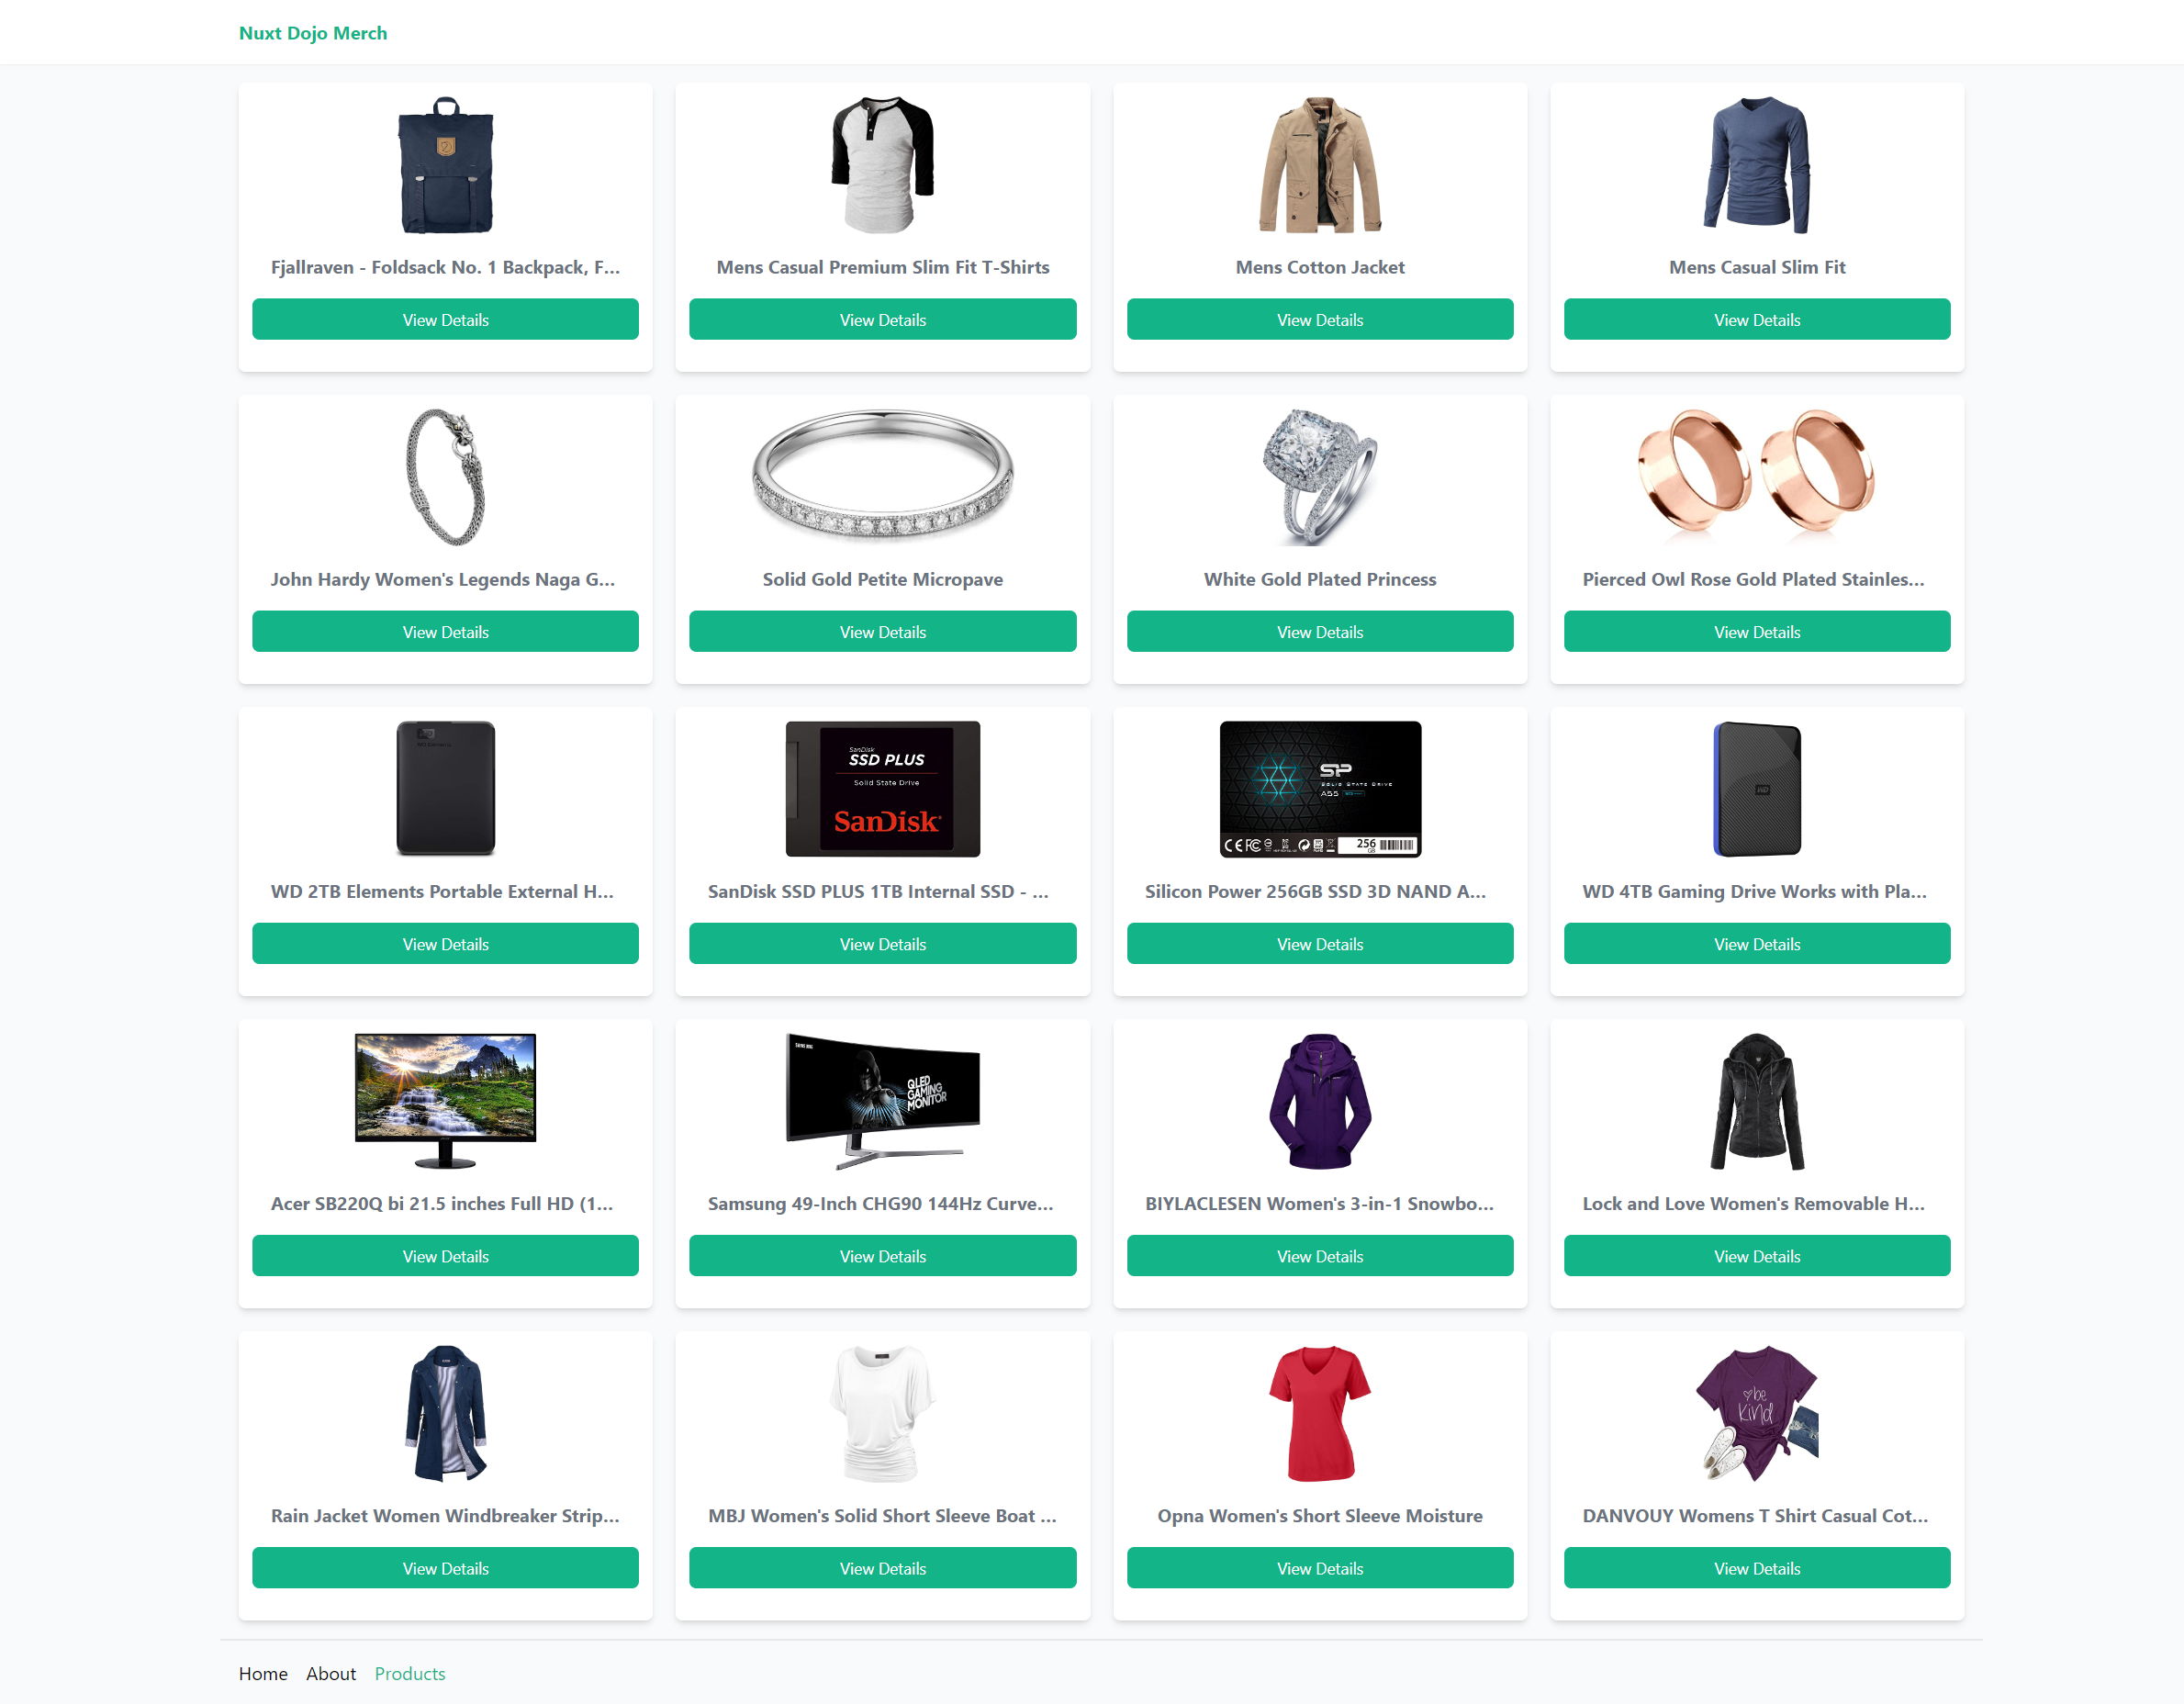 Nuxt Dojo Merch
Fjallraven - Foldsack No. 1 Backpack, F...
Mens Casual Premium Slim Fit T-Shirts
Mens Cotton Jacket
Mens Casual Slim Fit
View Details
View Details
View Details
View Details
John Hardy Women's Legends Naga G...
Solid Gold Petite Micropave
White Gold Plated Princess
Pierced Owl Rose Gold Plated Stainles...
View Details
View Details
View Details
View Details
SanDisk
SSD PLUS
Solid State Drive
SanDisk
SP
SOLID STATE DRIVE
A55
256
GB
WD
WD 2TB Elements Portable External H...
SanDisk SSD PLUS 1TB Internal SSD - ...
Silicon Power 256GB SSD 3D NAND A...
WD 4TB Gaming Drive Works with Pla...
View Details
View Details
View Details
View Details
QLED
GAMING
MONITOR
Acer SB220Q bi 21.5 inches Full HD (1...
Samsung 49-Inch CHG90 144Hz Curve...
BIYLACLESEN Women's 3-in-1 Snowbo...
Lock and Love Women's Removable H...
View Details
View Details
View Details
View Details
be
kind
Rain Jacket Women Windbreaker Strip...
MBJ Women's Solid Short Sleeve Boat ...
Opna Women's Short Sleeve Moisture
DANVOUY Womens T Shirt Casual Cot...
View Details
View Details
View Details
View Details
Home About Products